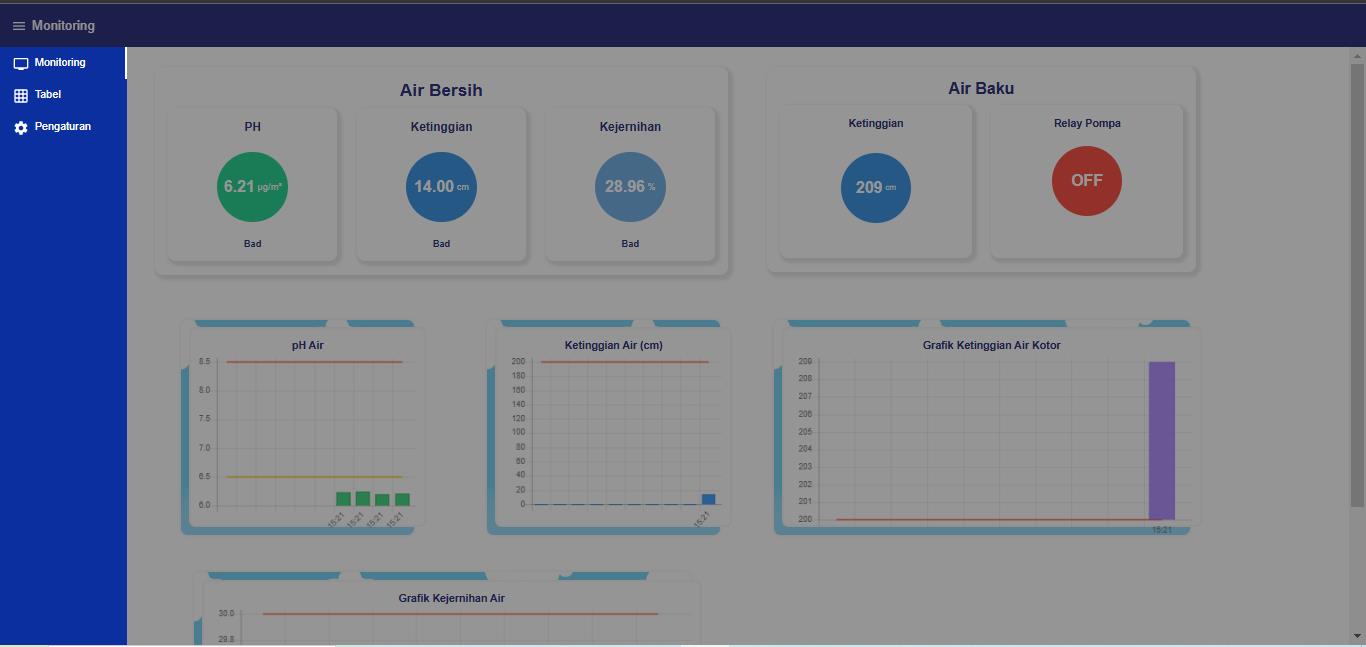 Monitoring
Monitoring
Tabel
Pengaturan
Air Bersih
PH
6.21 µg/m³
Bad
Ketinggian
14.00 cm
Bad
Kejernihan
28.96 %
Bad
Air Baku
Ketinggian
209 cm
Relay Pompa
OFF
pH Air
8.5
8.0
7.5
7.0
6.5
6.0
15:21
15:21
15:21
15:21
Ketinggian Air (cm)
200
180
160
140
120
100
80
60
40
20
0
15:21
Grafik Ketinggian Air Kotor
209
208
207
206
205
204
203
202
201
200
15:21
Grafik Kejernihan Air
30.0
29.8